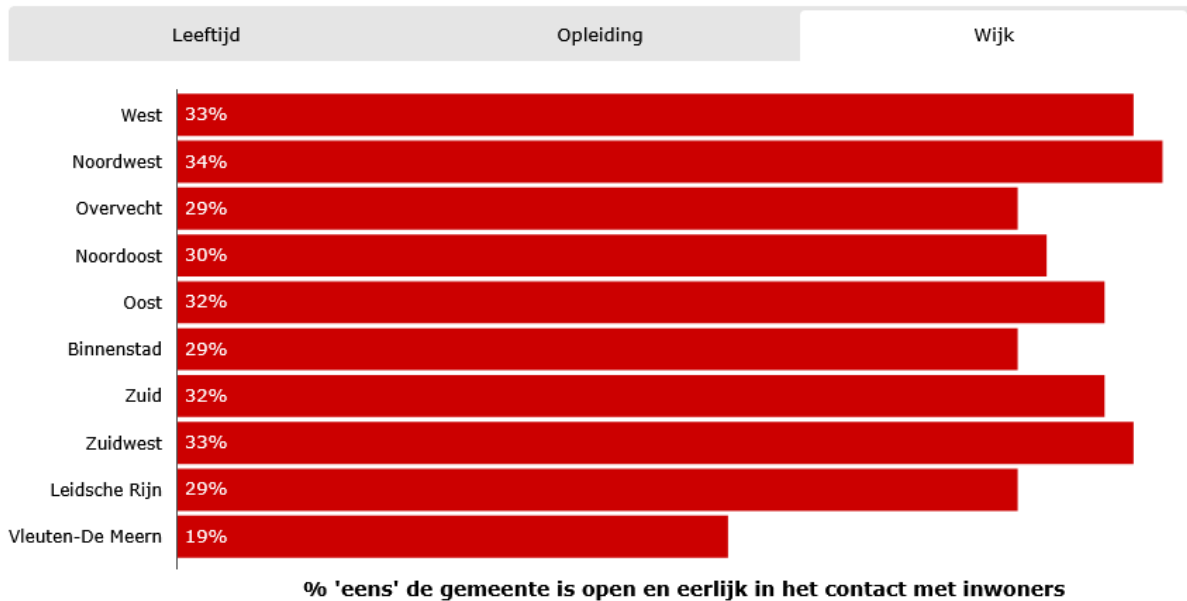 Leeftijd Opleiding Wijk
West 33%
Noordwest 34%
Overvecht 29%
Noordoost 30%
Oost 32%
Binnenstad 29%
Zuid 32%
Zuidwest 33%
Leidsche Rijn 29%
Vleuten-De Meern 19%
% 'eens' de gemeente is open en eerlijk in het contact met inwoners